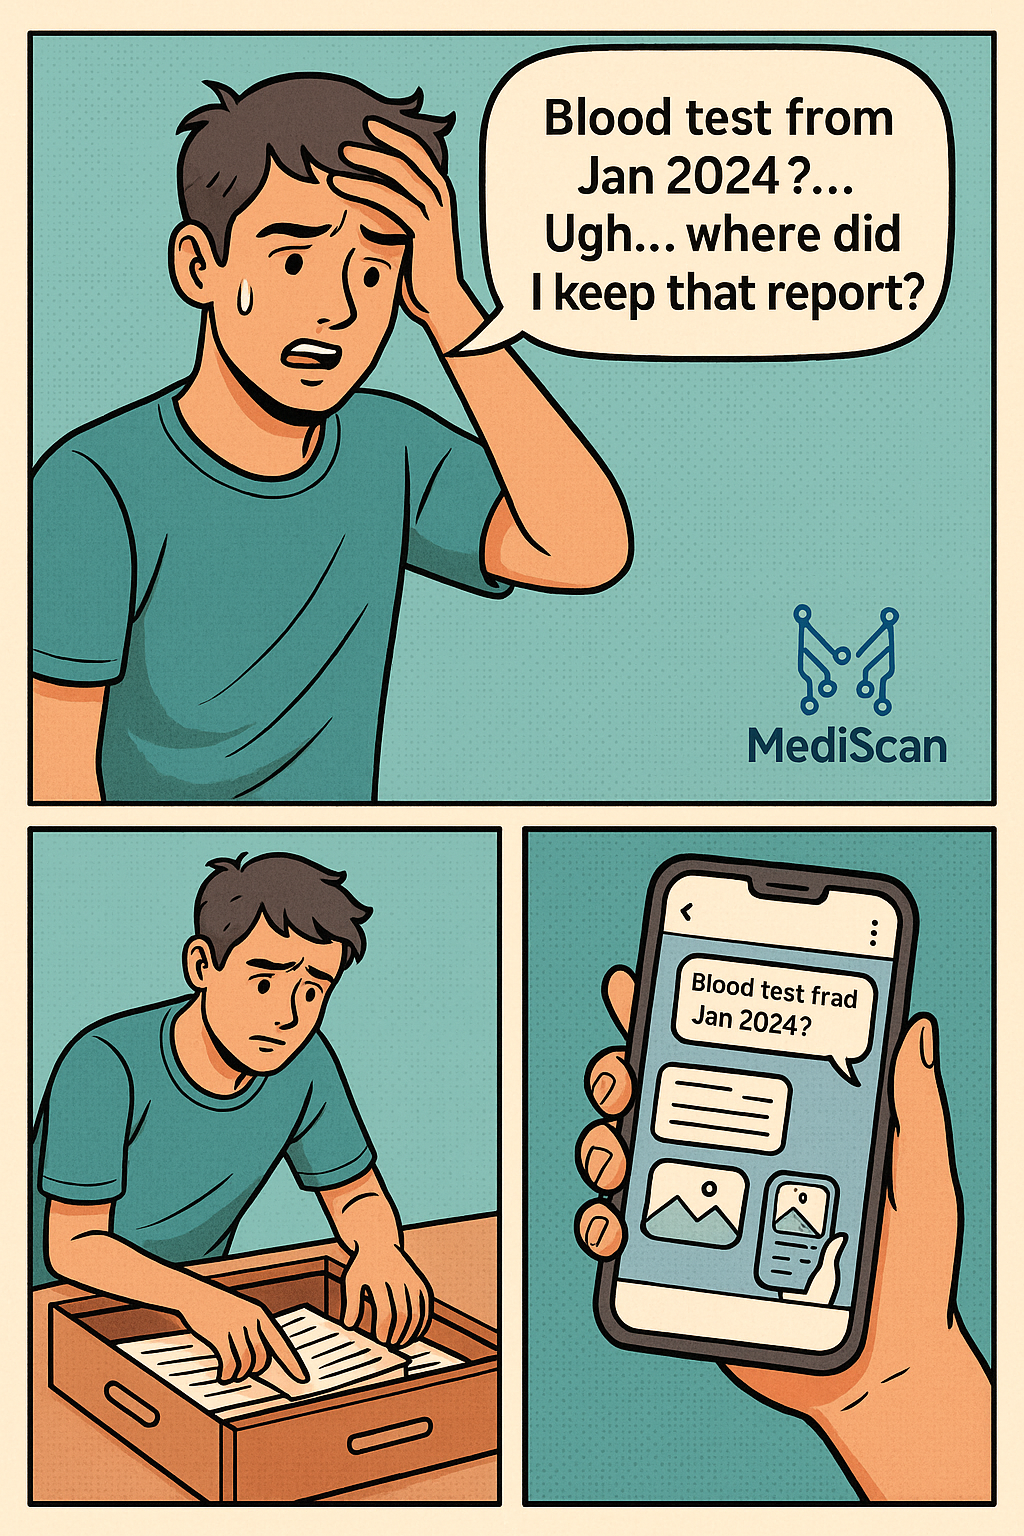 Blood test from
Jan 2024?...
Ugh... where did
I keep that report?
MediScan
Blood test frad
Jan 2024?